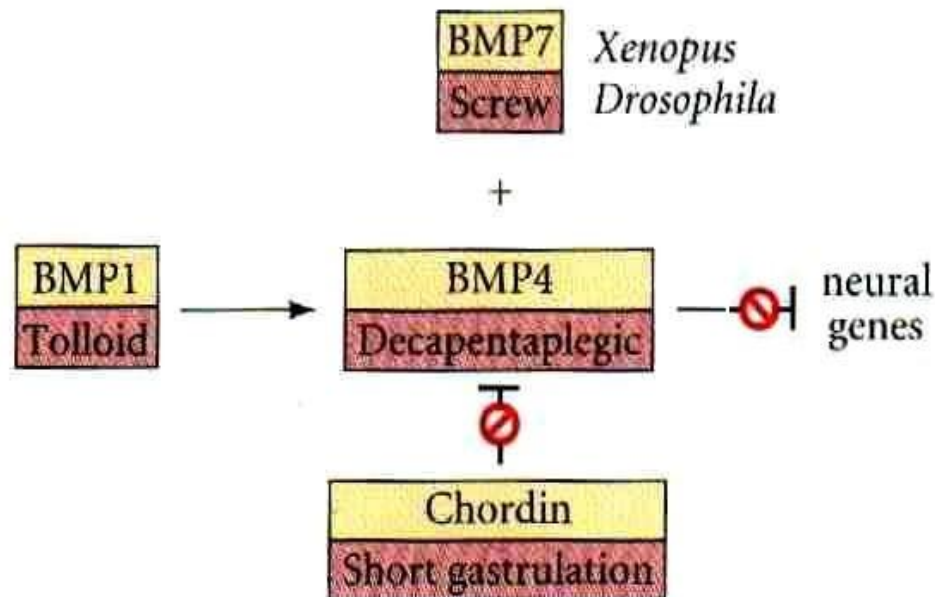 BMP7 Xenopus
Screw Drosophila
+
BMP1
Tolloid
BMP4
Decapentaplegic
neural
genes
Chordin
Short gastrulation